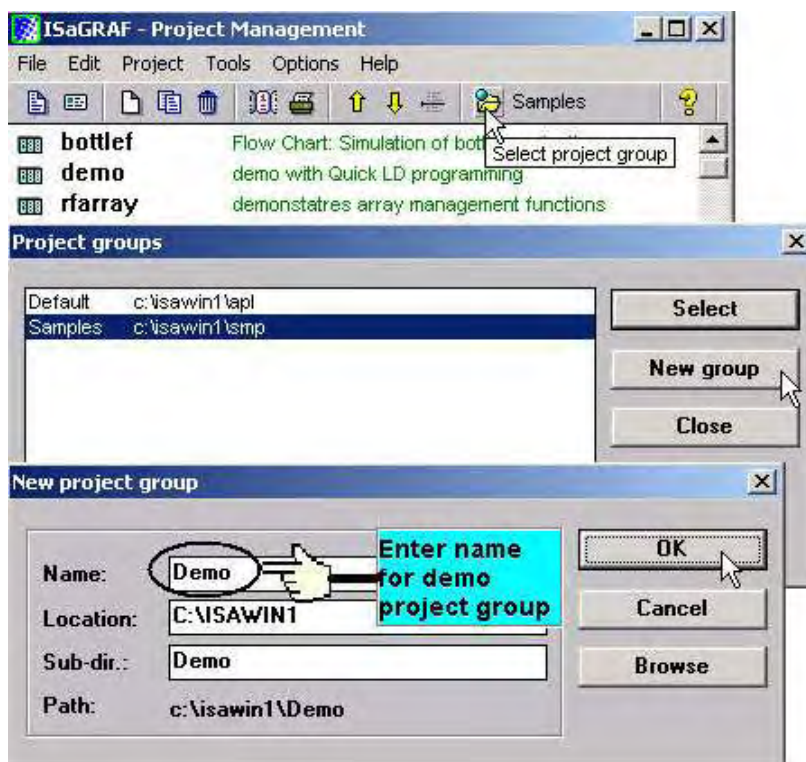 ISaGRAF - Project Management
File Edit Project Tools Options Help
Samples
bottlef Flow Chart: Simulation of
Select project group
demo demo with Quick LD programming
rfarray demonstatres array management functions
Project groups
Default c:\isawin1\apl
Samples c:\isawin1\smp
Select
New group
Close
New project group
Name: Demo
Enter name
for demo
project group
Location: C:\ISAWIN1
Sub-dir.: Demo
Path: c:\isawin1\Demo
OK
Cancel
Browse